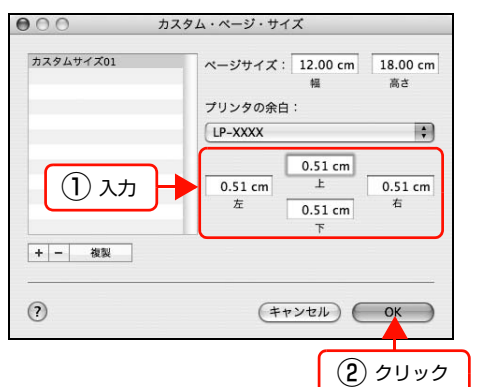 カスタム・ページ・サイズ
カスタムサイズ01
ページサイズ： 12.00 cm 18.00 cm
幅 高さ
プリンタの余白：
LP-XXXX
① 入力
0.51 cm
上
0.51 cm 0.51 cm
左 右
0.51 cm
下
+ − 複製
? キャンセル OK
② クリック